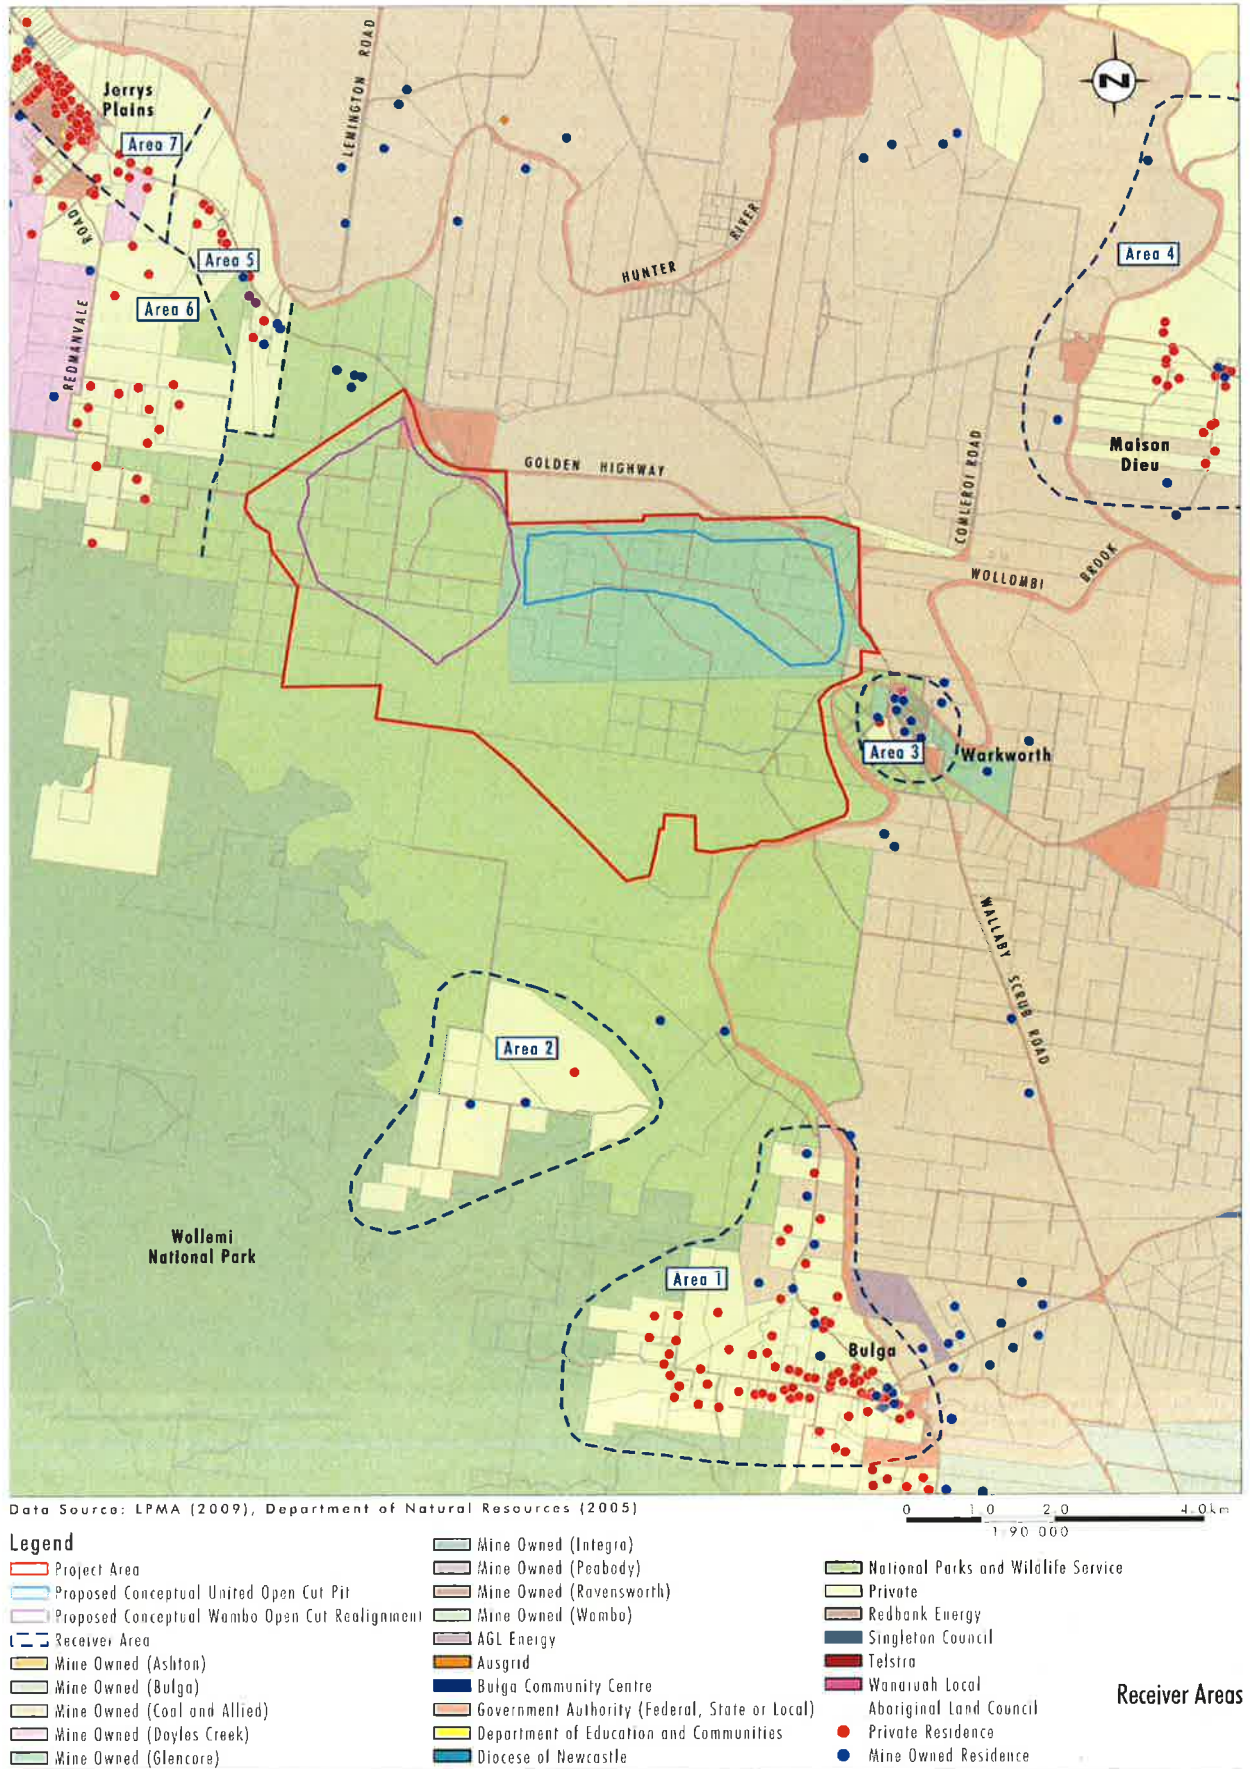 Jerrys
Plains
LEMINGTON ROAD
N
Area 7
ROAD
RIVER
HUNTER
Area 5
Area 4
Area 6
REDMANVALE
Maison
Dieu
GOLDEN HIGHWAY
COMLEROI ROAD
WOLLOMBI
BROOK
Area 3
Warkworth
WALLABY SCRUB ROAD
Area 2
Wollemi
National Park
Area 1
Bulga
Data Source: LPMA (2009), Department of Natural Resources (2005)
0 1.0 2.0 4.0km
1:90 000
Legend
Project Area
Proposed Conceptual United Open Cut Pit
Proposed Conceptual Wambo Open Cut Realignment
Receiver Area
Mine Owned (Ashton)
Mine Owned (Bulga)
Mine Owned (Coal and Allied)
Mine Owned (Doyles Creek)
Mine Owned (Glencore)
Mine Owned (Integra)
Mine Owned (Peabody)
Mine Owned (Ravensworth)
Mine Owned (Wambo)
AGL Energy
Ausgrid
Bulga Community Centre
Government Authority (Federal, State or Local)
Department of Education and Communities
Diocese of Newcastle
National Parks and Wildlife Service
Private
Redbank Energy
Singleton Council
Telstra
Wanaruah Local
Aboriginal Land Council
Private Residence
Mine Owned Residence
Receiver Areas